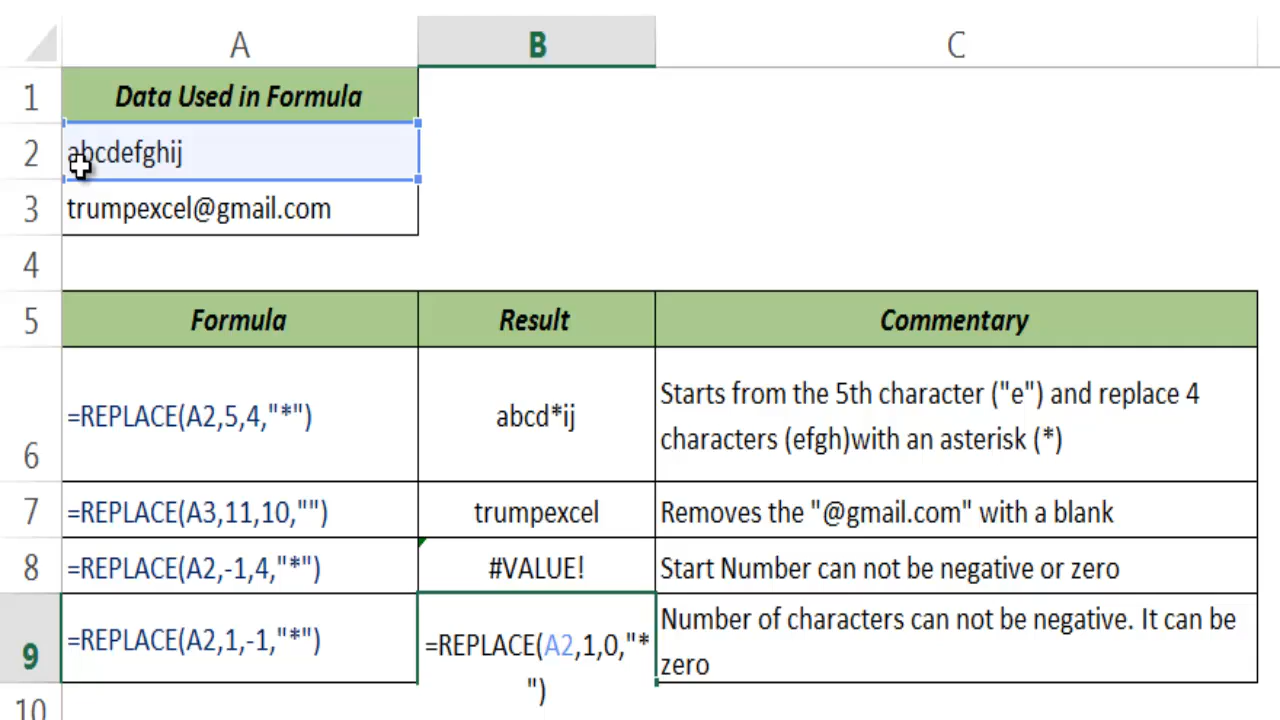 A B C
1 Data Used in Formula
2 abcdefghij
3 trumpexcel@gmail.com
4
5 Formula Result Commentary
=REPLACE(A2,5,4,"*") abcd*ij Starts from the 5th character ("e") and replace 4
6 characters (efgh)with an asterisk (*)
7 =REPLACE(A3,11,10,"") trumpexcel Removes the "@gmail.com" with a blank
8 =REPLACE(A2,-1,4,"*") #VALUE! Start Number can not be negative or zero
=REPLACE(A2,1,-1,"*") =REPLACE(A2,1,0,"* Number of characters can not be negative. It can be
9 ") zero
10